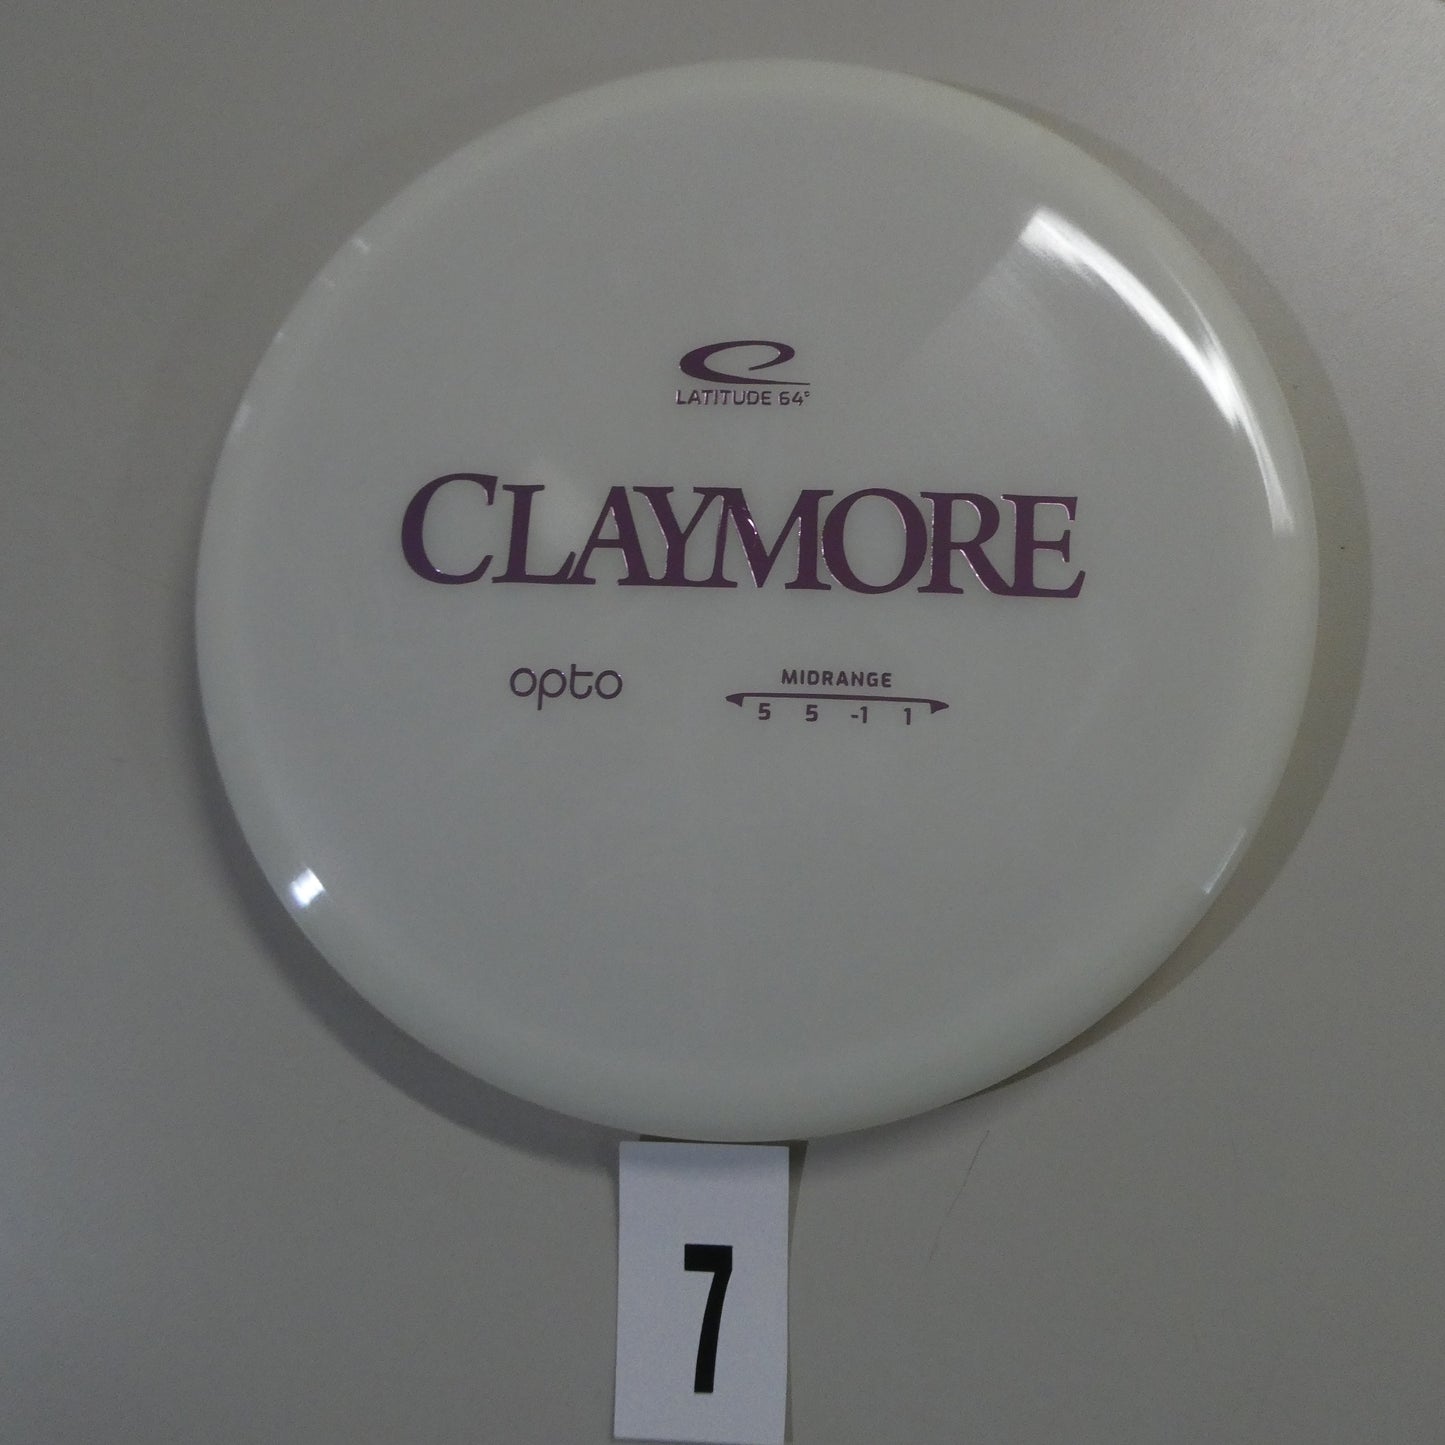 LATITUDE 64°
CLAYMORE
opto
MIDRANGE
5 5 -1 1
7